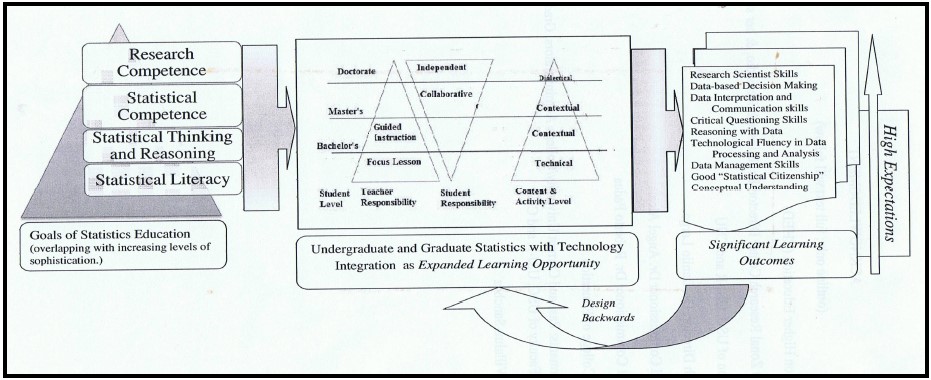 Research
Competence
Statistical
Competence
Statistical Thinking
and Reasoning
Statistical Literacy
Goals of Statistics Education
(overlapping with increasing levels of
sophistication.)
Doctorate
Master's
Bachelor's
Student
Level
Independent
Collaborative
Guided
Instruction
Focus Lesson
Teacher
Responsibility
Student
Responsibility
Dialectical
Contextual
Contextual
Technical
Content &
Activity Level
Undergraduate and Graduate Statistics with Technology
Integration as Expanded Learning Opportunity
Research Scientist Skills
Data-based Decision Making
Data Interpretation and
Communication skills
Critical Questioning Skills
Reasoning with Data
Technological Fluency in Data
Processing and Analysis
Data Management Skills
Good "Statistical Citizenship"
Conceptual Understanding
Significant Learning
Outcomes
High Expectations
Design
Backwards